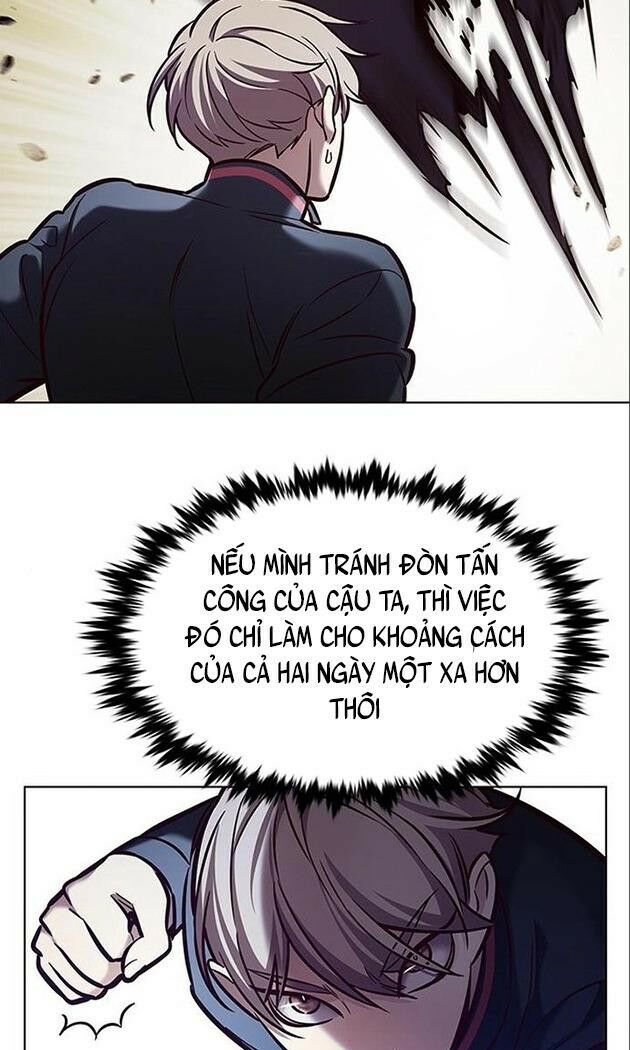 NẾU MÌNH TRÁNH ĐÒN TẤN
CÔNG CỦA CẬU TA, THÌ VIỆC
ĐÓ CHỈ LÀM CHO KHOẢNG CÁCH
CỦA CẢ HAI NGÀY MỘT XA HƠN
THÔI